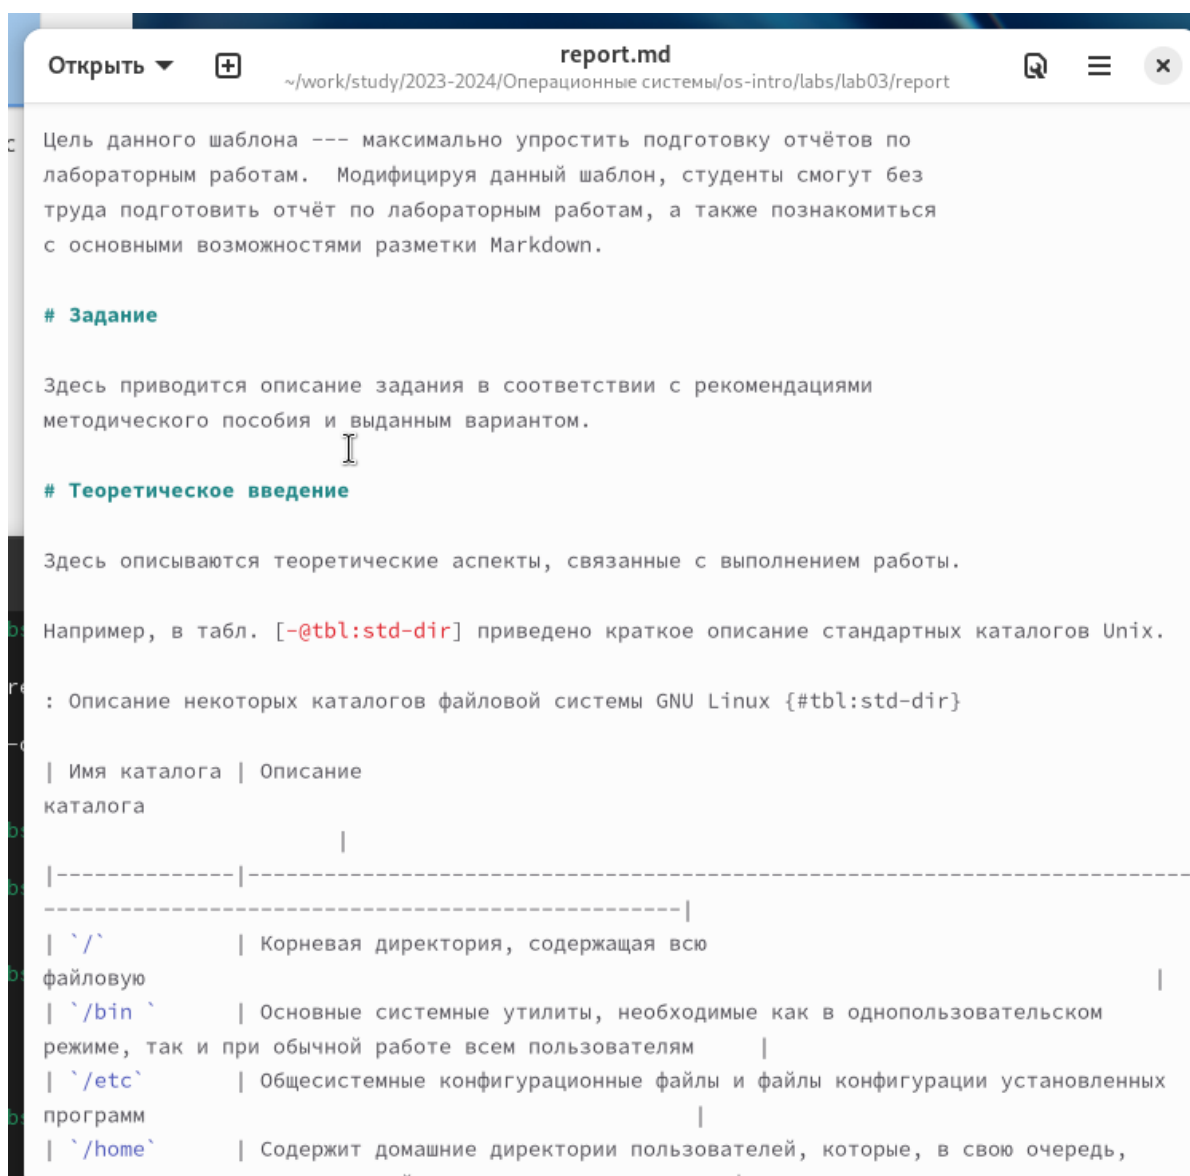 Открыть
report.md
~/work/study/2023-2024/Операционные системы/os-intro/labs/lab03/report
Цель данного шаблона --- максимально упростить подготовку отчётов по
лабораторным работам.  Модифицируя данный шаблон, студенты смогут без
труда подготовить отчёт по лабораторным работам, а также познакомиться
с основными возможностями разметки Markdown.
# Задание
Здесь приводится описание задания в соответствии с рекомендациями
методического пособия и выданным вариантом.
# Теоретическое введение
Здесь описываются теоретические аспекты, связанные с выполнением работы.
Например, в табл. [-@tbl:std-dir] приведено краткое описание стандартных каталогов Unix.
: Описание некоторых каталогов файловой системы GNU Linux {#tbl:std-dir}
| Имя каталога | Описание
каталога
|
|--------------|--------------------------------------------------------------------------
--------------------------------------------------|
| `/`          | Корневая директория, содержащая всю
файловую |
| `/bin `      | Основные системные утилиты, необходимые как в однопользовательском
режиме, так и при обычной работе всем пользователям     |
| `/etc`       | Общесистемные конфигурационные файлы и файлы конфигурации установленных
программ |
| `/home`      | Содержит домашние директории пользователей, которые, в свою очередь,